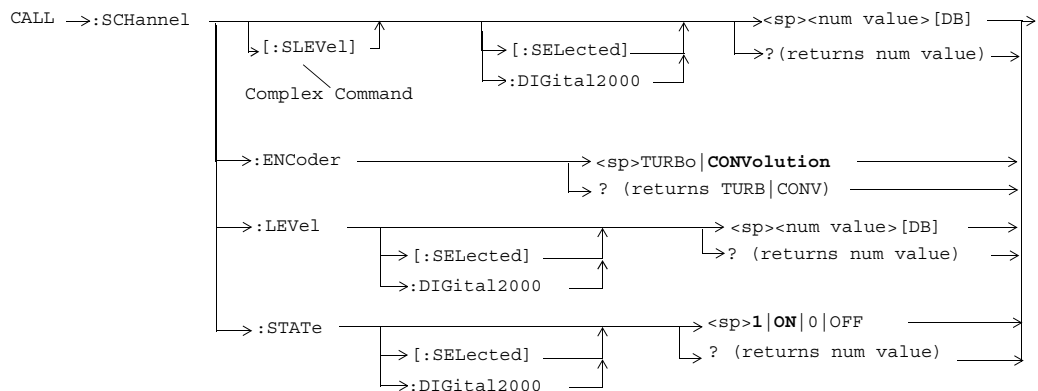 CALL :SCHannel <sp><num value>[DB]
[:SLEVel] [:SELected] ?(returns num value)
:DIGital2000
Complex Command
:ENCoder <sp>TURBo|CONVolution
? (returns TURB|CONV)
:LEVel <sp><num value>[DB]
[:SELected] ? (returns num value)
:DIGital2000
:STATe <sp>1|ON|0|OFF
[:SELected] ? (returns num value)
:DIGital2000